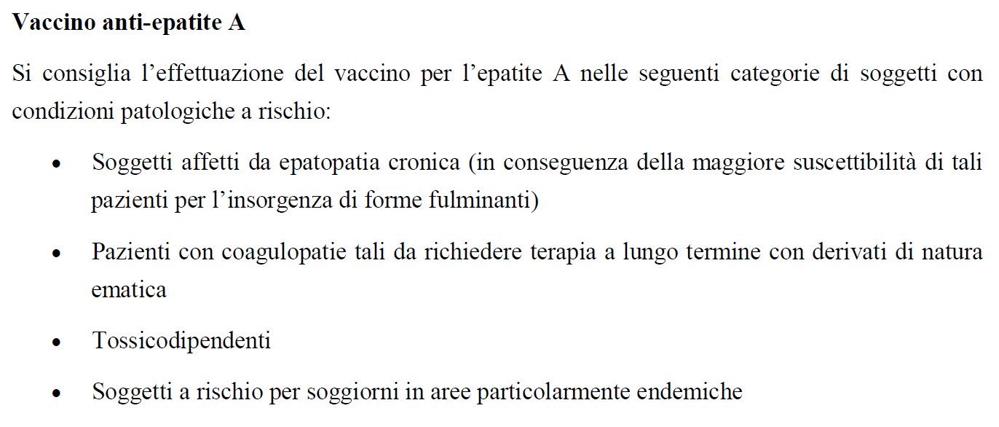 Vaccino anti-epatite A
Si consiglia l’effettuazione del vaccino per l’epatite A nelle seguenti categorie di soggetti con
condizioni patologiche a rischio:
• Soggetti affetti da epatopatia cronica (in conseguenza della maggiore suscettibilità di tali
pazienti per l’insorgenza di forme fulminanti)
• Pazienti con coagulopatie tali da richiedere terapia a lungo termine con derivati di natura
ematica
• Tossicodipendenti
• Soggetti a rischio per soggiorni in aree particolarmente endemiche